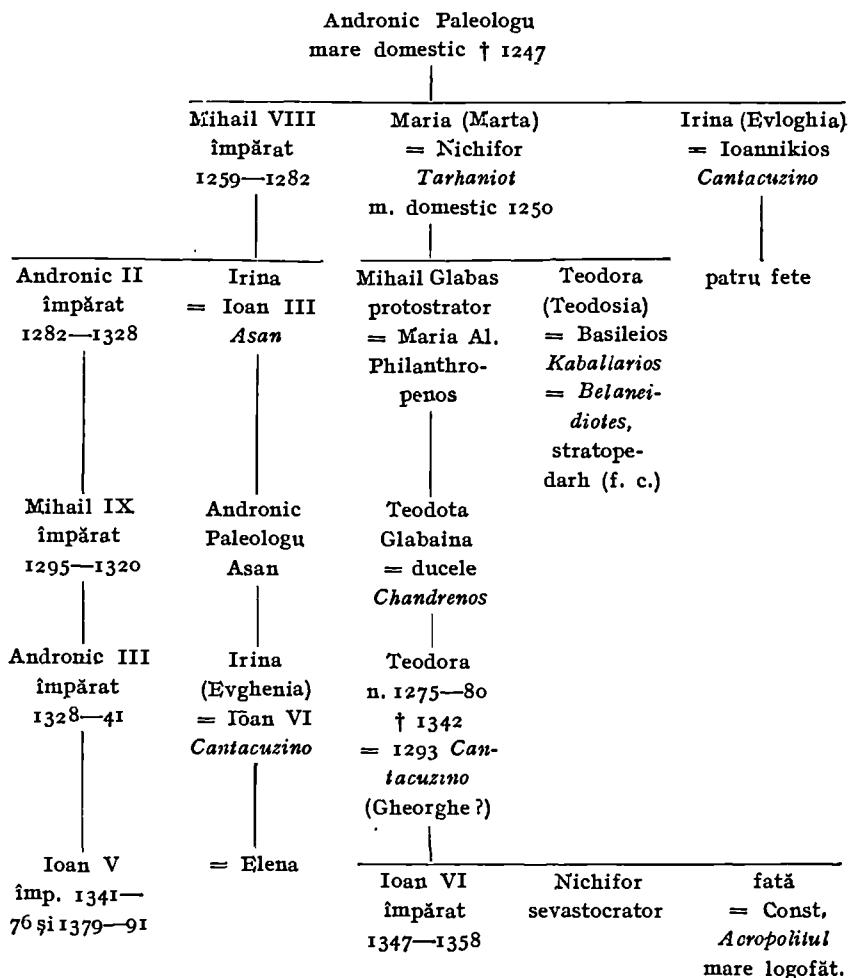 Andronic Paleologu
mare domestic † 1247
Mihail VIII
împărat
1259—1282
Maria (Marta)
= Nichifor
Tarhaniot
m. domestic 1250
Irina (Evloghia)
= Ioannikios
Cantacuzino
Andronic II
împărat
1282—1328
Irina
= Ioan III
Asan
Mihail Glabas
protostrator
= Maria Al.
Philanthro-
penos
Teodora
(Teodosia)
= Basileios
Kaballarios
= Belanei-
diotes,
stratope-
darh (f. c.)
patru fete
Mihail IX
împărat
1295—1320
Andronic
Paleologu
Asan
Teodota
Glabaina
= ducele
Chandrenos
Andronic III
împărat
1328—41
Irina
(Evghenia)
= Ioan VI
Cantacuzino
Teodora
n. 1275—80
† 1342
= 1293 Can-
tacuzino
(Gheorghe?)
Ioan V
împ. 1341—
76 și 1379—91
= Elena
Ioan VI
împărat
1347—1358
Nichifor
sevastocrator
fată
= Const,
Acropolitul
mare logofăt.